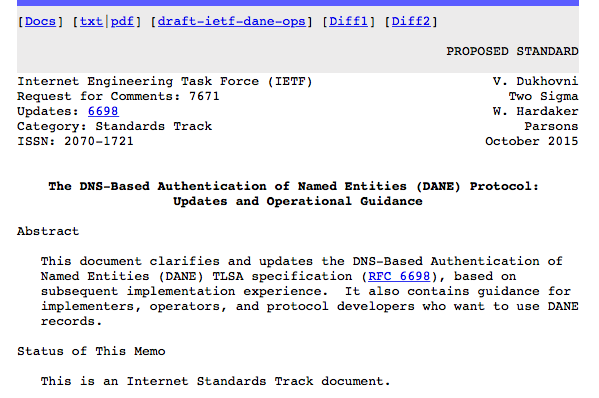 [Docs] [txt|pdf] [draft-ietf-dane-ops] [Diff1] [Diff2]
PROPOSED STANDARD
Internet Engineering Task Force (IETF) V. Dukhovni
Request for Comments: 7671 Two Sigma
Updates: 6698 W. Hardaker
Category: Standards Track Parsons
ISSN: 2070-1721 October 2015
The DNS-Based Authentication of Named Entities (DANE) Protocol:
Updates and Operational Guidance
Abstract
This document clarifies and updates the DNS-Based Authentication of
Named Entities (DANE) TLSA specification (RFC 6698), based on
subsequent implementation experience. It also contains guidance for
implementers, operators, and protocol developers who want to use DANE
records.
Status of This Memo
This is an Internet Standards Track document.